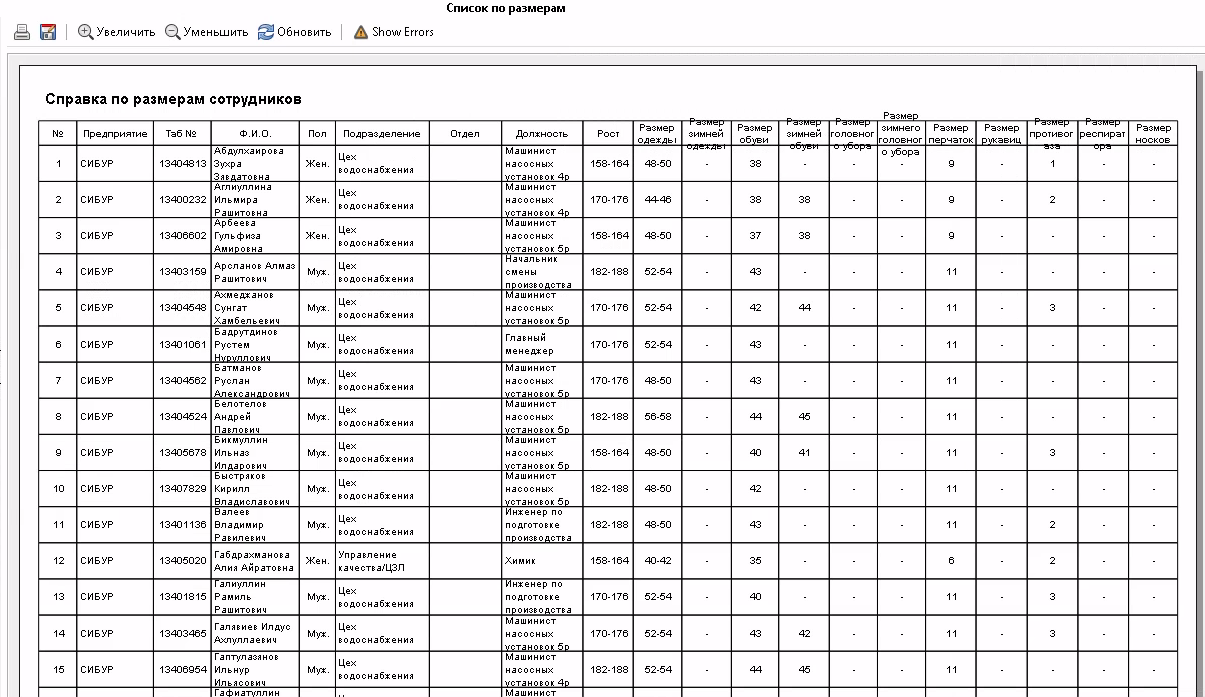 Список по размерам
Увеличить Уменьшить Обновить Show Errors
Справка по размерам сотрудников
№ Предприятие Таб № Ф.И.О. Пол Подразделение Отдел Должность Рост Размер одежды Размер зимней одежды Размер обуви Размер зимней обуви Размер головного убора Размер зимнего головного убора Размер перчаток Размер рукавиц Размер противогаза Размер респиратора Размер носков
1 СИБУР 13404813 Абдулхаирова Зухра Зявдатовна Жен. Цех водоснабжения Машинист насосных установок 4р 158-164 48-50 - 38 - - - 9 - 1 - -
2 СИБУР 13400232 Аглиуллина Ильмира Рашитовна Жен. Цех водоснабжения Машинист насосных установок 4р 170-176 44-46 - 38 38 - - 9 - 2 - -
3 СИБУР 13406602 Арбеева Гульфиза Амировна Жен. Цех водоснабжения Машинист насосных установок 5р 158-164 48-50 - 37 38 - - 9 - - - -
4 СИБУР 13403159 Арсланов Алмаз Рашитович Муж. Цех водоснабжения Начальник смены производства 182-188 52-54 - 43 - - - 11 - - - -
5 СИБУР 13404548 Ахмеджанов Сунгат Хамбельевич Муж. Цех водоснабжения Машинист насосных установок 5р 170-176 52-54 - 42 44 - - 11 - 3 - -
6 СИБУР 13401061 Бадрутдинов Рустем Нуруллович Муж. Цех водоснабжения Главный менеджер 170-176 52-54 - 43 - - - 11 - - - -
7 СИБУР 13404562 Батманов Руслан Александрович Муж. Цех водоснабжения Машинист насосных установок 5р 170-176 48-50 - 43 - - - 11 - - - -
8 СИБУР 13404524 Белотелов Андрей Павлович Муж. Цех водоснабжения Машинист насосных установок 5р 182-188 56-58 - 44 45 - - 11 - - - -
9 СИБУР 13405678 Бикмуллин Ильназ Илдарович Муж. Цех водоснабжения Машинист насосных установок 5р 158-164 48-50 - 40 41 - - 11 - 3 - -
10 СИБУР 13407829 Быстряков Кирилл Владиславович Муж. Цех водоснабжения Машинист насосных установок 5р 182-188 48-50 - 42 - - - 11 - - - -
11 СИБУР 13401136 Валеев Владимир Равилевич Муж. Цех водоснабжения Инженер по подготовке производства 182-188 48-50 - 43 - - - 11 - 2 - -
12 СИБУР 13405020 Габдрахманова Алия Айратовна Жен. Управление качества/ЦЗЛ Химик 158-164 40-42 - 35 - - - 6 - 2 - -
13 СИБУР 13401815 Галиуллин Рамиль Рашитович Муж. Цех водоснабжения Инженер по подготовке производства 170-176 52-54 - 40 - - - 11 - 3 - -
14 СИБУР 13403465 Галявиев Илдус Ахлуллаевич Муж. Цех водоснабжения Машинист насосных установок 5р 170-176 52-54 - 43 42 - - 11 - 3 - -
15 СИБУР 13406954 Гаптулазянов Ильнур Ильясович Муж. Цех водоснабжения Машинист насосных установок 4р 182-188 52-54 - 44 45 - - 11 - - - -
Гафиатуллин Машинист